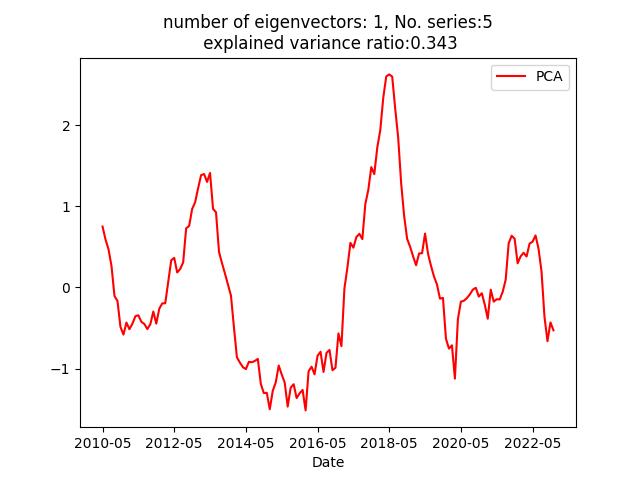 number of eigenvectors: 1, No. series:5
explained variance ratio:0.343
PCA
2
1
0
−1
2010-05 2012-05 2014-05 2016-05 2018-05 2020-05 2022-05
Date